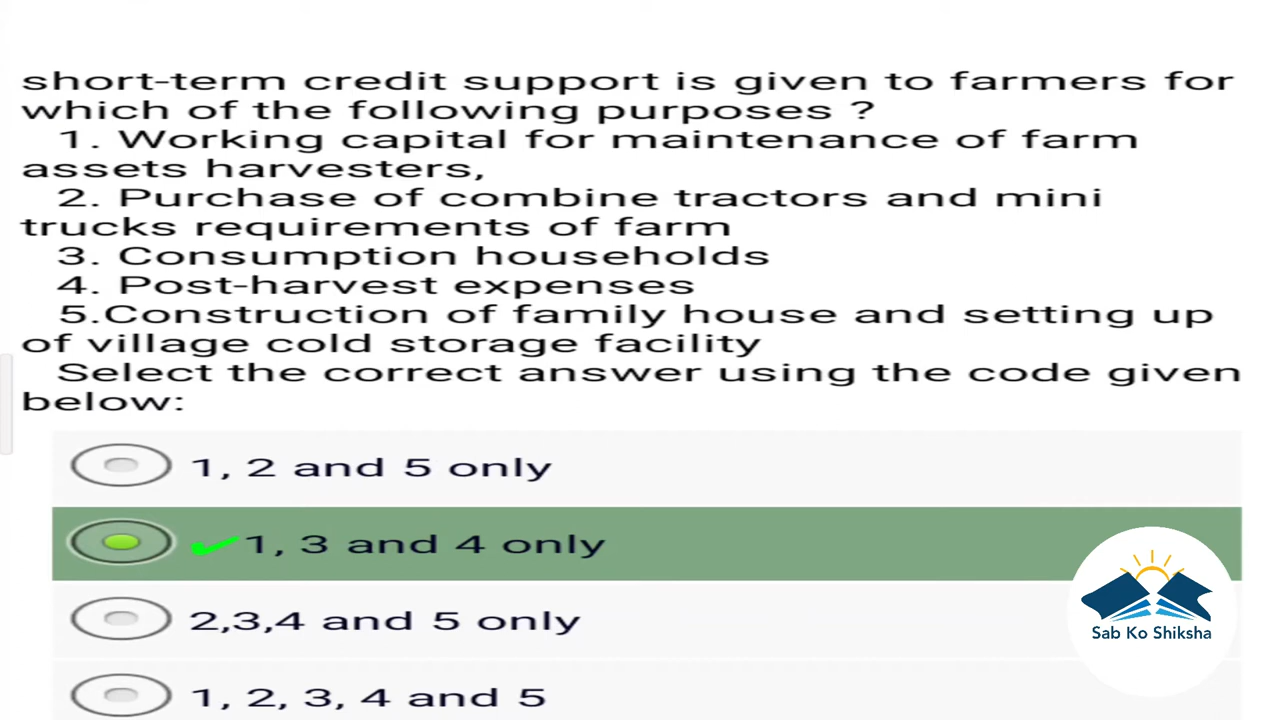 short-term credit support is given to farmers for
which of the following purposes ?
1. Working capital for maintenance of farm
assets harvesters,
2. Purchase of combine tractors and mini
trucks requirements of farm
3. Consumption households
4. Post-harvest expenses
5.Construction of family house and setting up
of village cold storage facility
Select the correct answer using the code given
below:
1, 2 and 5 only
✔1, 3 and 4 only
2,3,4 and 5 only
1, 2, 3, 4 and 5
Sab Ko Shiksha